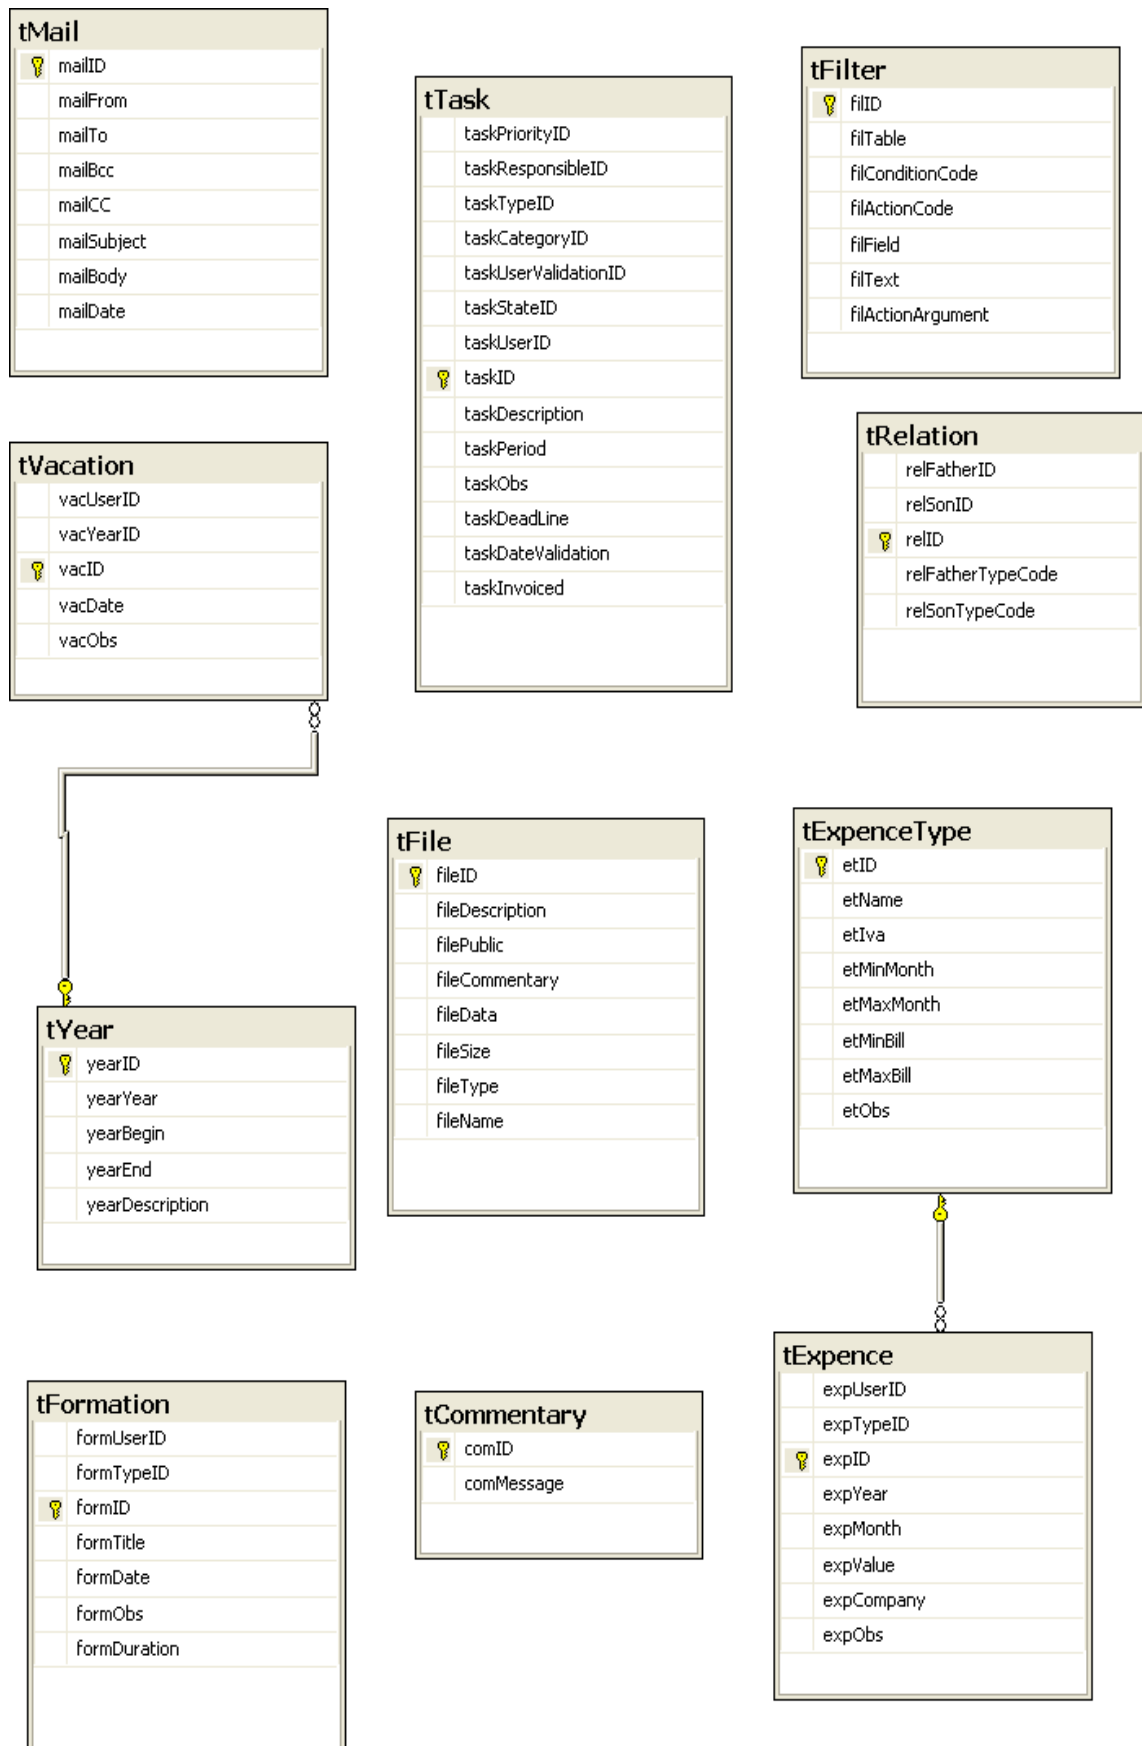 tMail
mailID
mailFrom
mailTo
mailBcc
mailCC
mailSubject
mailBody
mailDate
tTask
taskPriorityID
taskResponsibleID
taskTypeID
taskCategoryID
taskUserValidationID
taskStateID
taskUserID
taskID
taskDescription
taskPeriod
taskObs
taskDeadLine
taskDateValidation
taskInvoiced
tFilter
filID
filTable
filConditionCode
filActionCode
filField
filText
filActionArgument
tVacation
vacUserID
vacYearID
vacID
vacDate
vacObs
tRelation
relFatherID
relSonID
relID
relFatherTypeCode
relSonTypeCode
tYear
yearID
yearYear
yearBegin
yearEnd
yearDescription
tFile
fileID
fileDescription
filePublic
fileCommentary
fileData
fileSize
fileType
fileName
tExpenceType
etID
etName
etIva
etMinMonth
etMaxMonth
etMinBill
etMaxBill
etObs
tFormation
formUserID
formTypeID
formID
formTitle
formDate
formObs
formDuration
tCommentary
comID
comMessage
tExpence
expUserID
expTypeID
expID
expYear
expMonth
expValue
expCompany
expObs